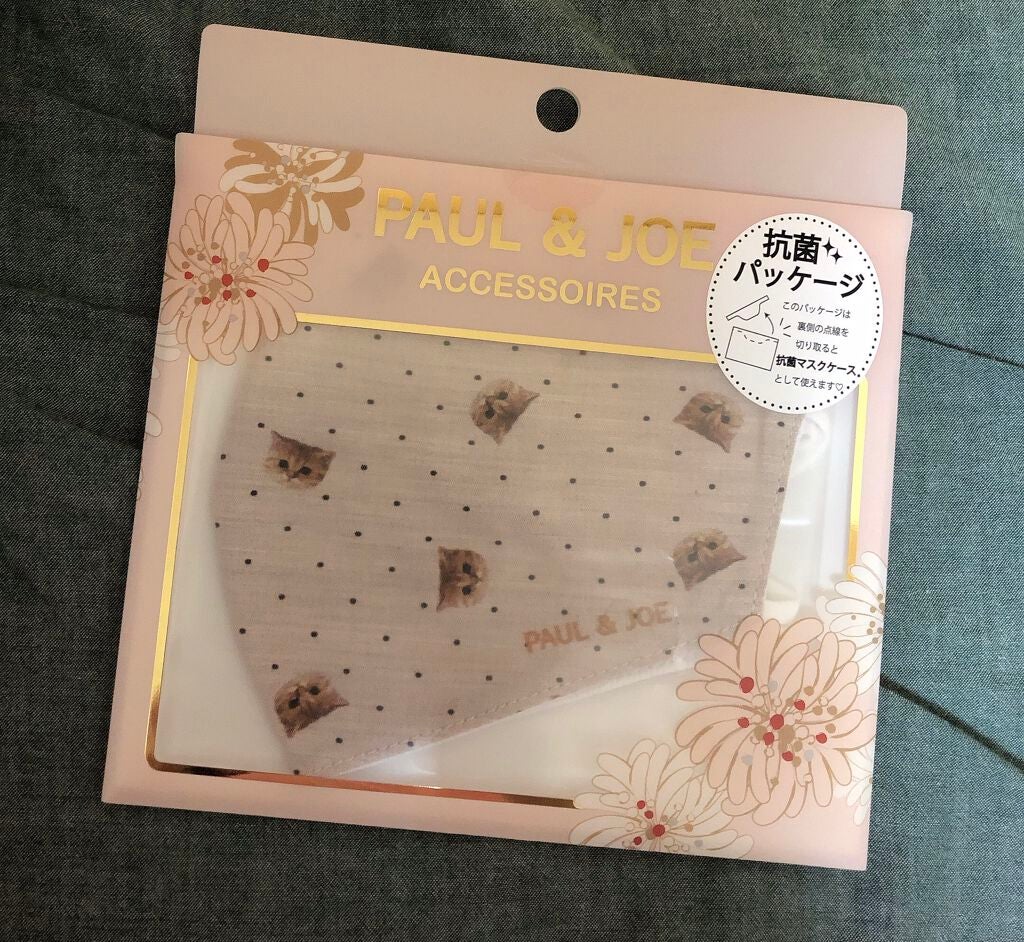 PAUL & JOE
ACCESSOIRES
抗菌
パッケージ
このパッケージは
裏側の点線を
切り取ると
抗菌マスクケース
として使えます♡
PAUL & JOE